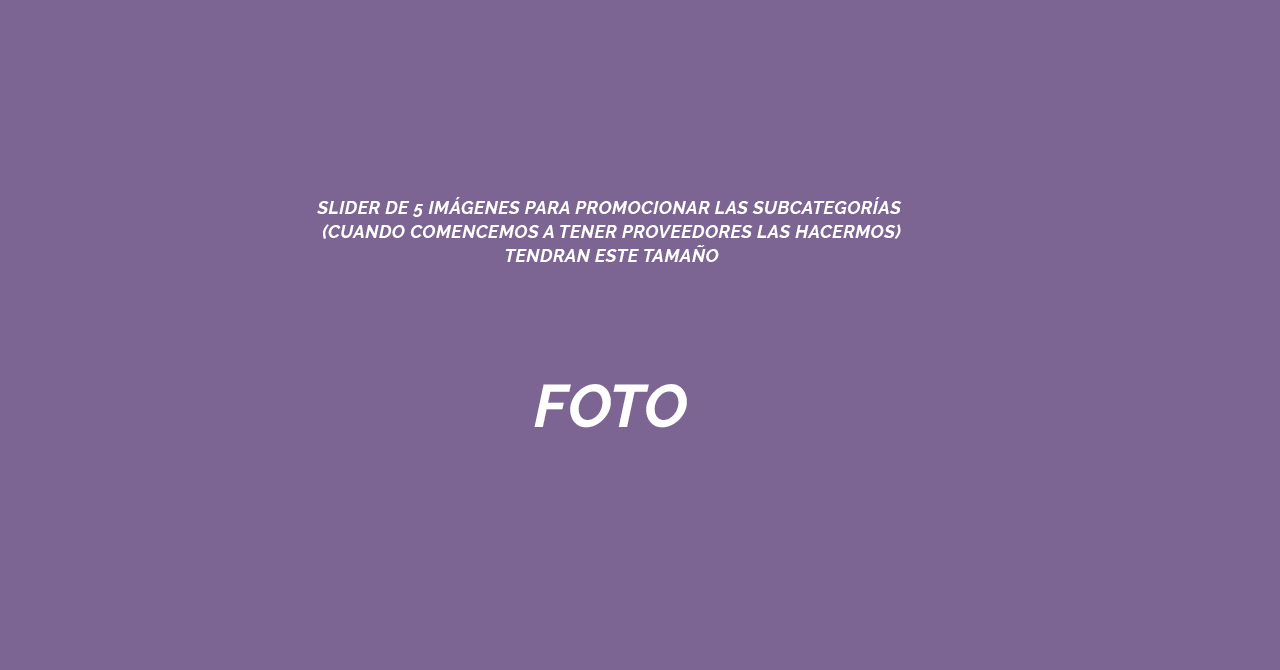 SLIDER DE 5 IMÁGENES PARA PROMOCIONAR LAS SUBCATEGORÍAS
(CUANDO COMENCEMOS A TENER PROVEEDORES LAS HACERMOS)
TENDRAN ESTE TAMAÑO
FOTO